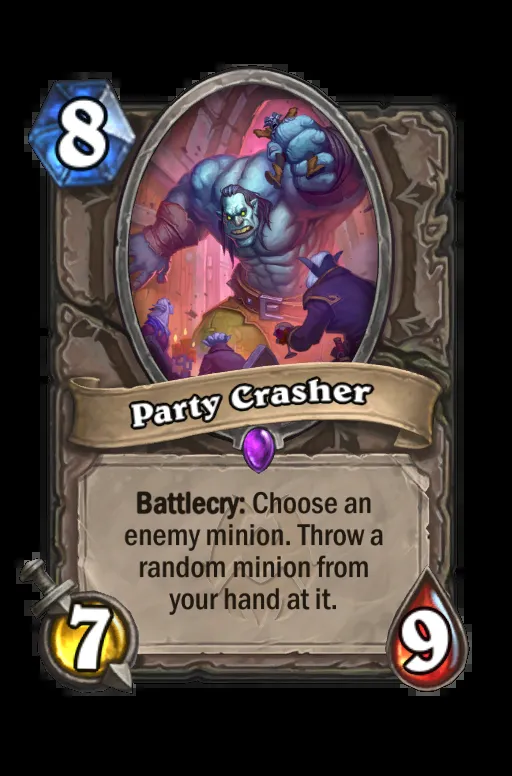 8
Party Crasher
Battlecry: Choose an
enemy minion. Throw a
random minion from
your hand at it.
7
9